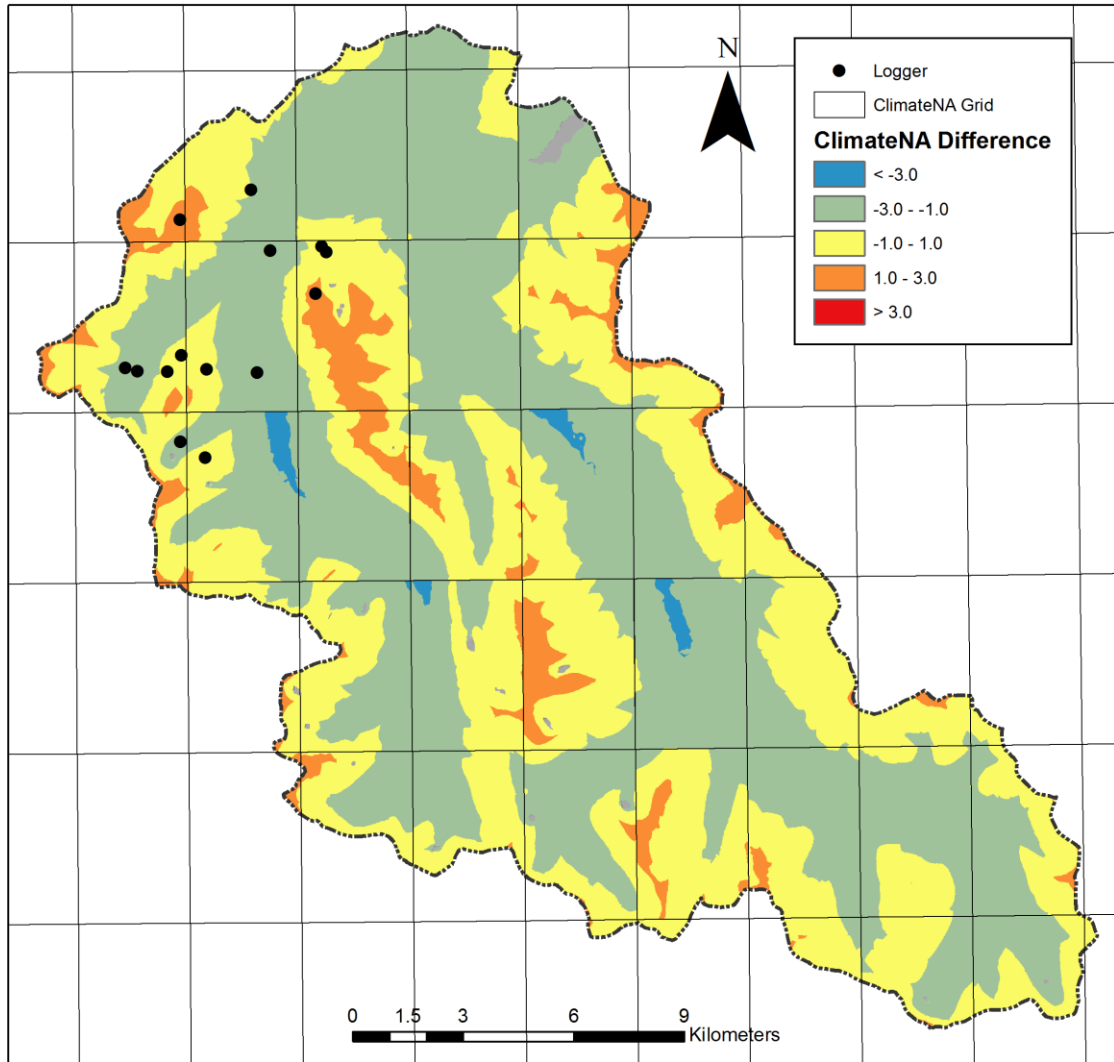 N
Logger
ClimateNA Grid
ClimateNA Difference
< -3.0
-3.0 - -1.0
-1.0 - 1.0
1.0 - 3.0
> 3.0
0 1.5 3 6 9
Kilometers